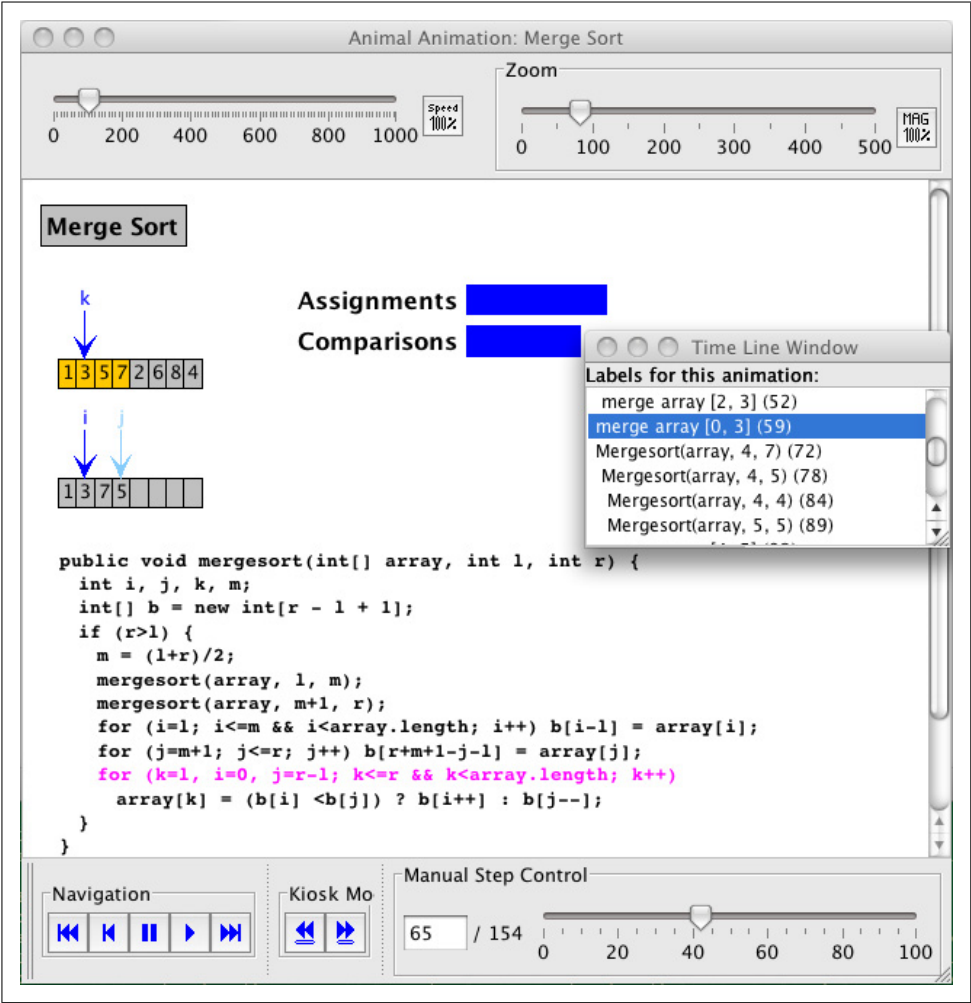 Animal Animation: Merge Sort
Zoom
Speed
100%
MAG
100%
0 200 400 600 800 1000
0 100 200 300 400 500
Merge Sort
k
Assignments
Comparisons
1 3 5 7 2 6 8 4
i j
1 3 7 5
Time Line Window
Labels for this animation:
merge array [2, 3] (52)
merge array [0, 3] (59)
Mergesort(array, 4, 7) (72)
Mergesort(array, 4, 5) (78)
Mergesort(array, 4, 4) (84)
Mergesort(array, 5, 5) (89)
public void mergesort(int[] array, int l, int r) {
int i, j, k, m;
int[] b = new int[r - l + 1];
if (r>l) {
m = (l+r)/2;
mergesort(array, l, m);
mergesort(array, m+1, r);
for (i=l; i<=m && i<array.length; i++) b[i-l] = array[i];
for (j=m+1; j<=r; j++) b[r+m+1-j-l] = array[j];
for (k=l, i=0, j=r-l; k<=r && k<array.length; k++)
array[k] = (b[i] <b[j]) ? b[i++] : b[j--];
}
}
Navigation
Kiosk Mo
Manual Step Control
65 / 154
0 20 40 60 80 100